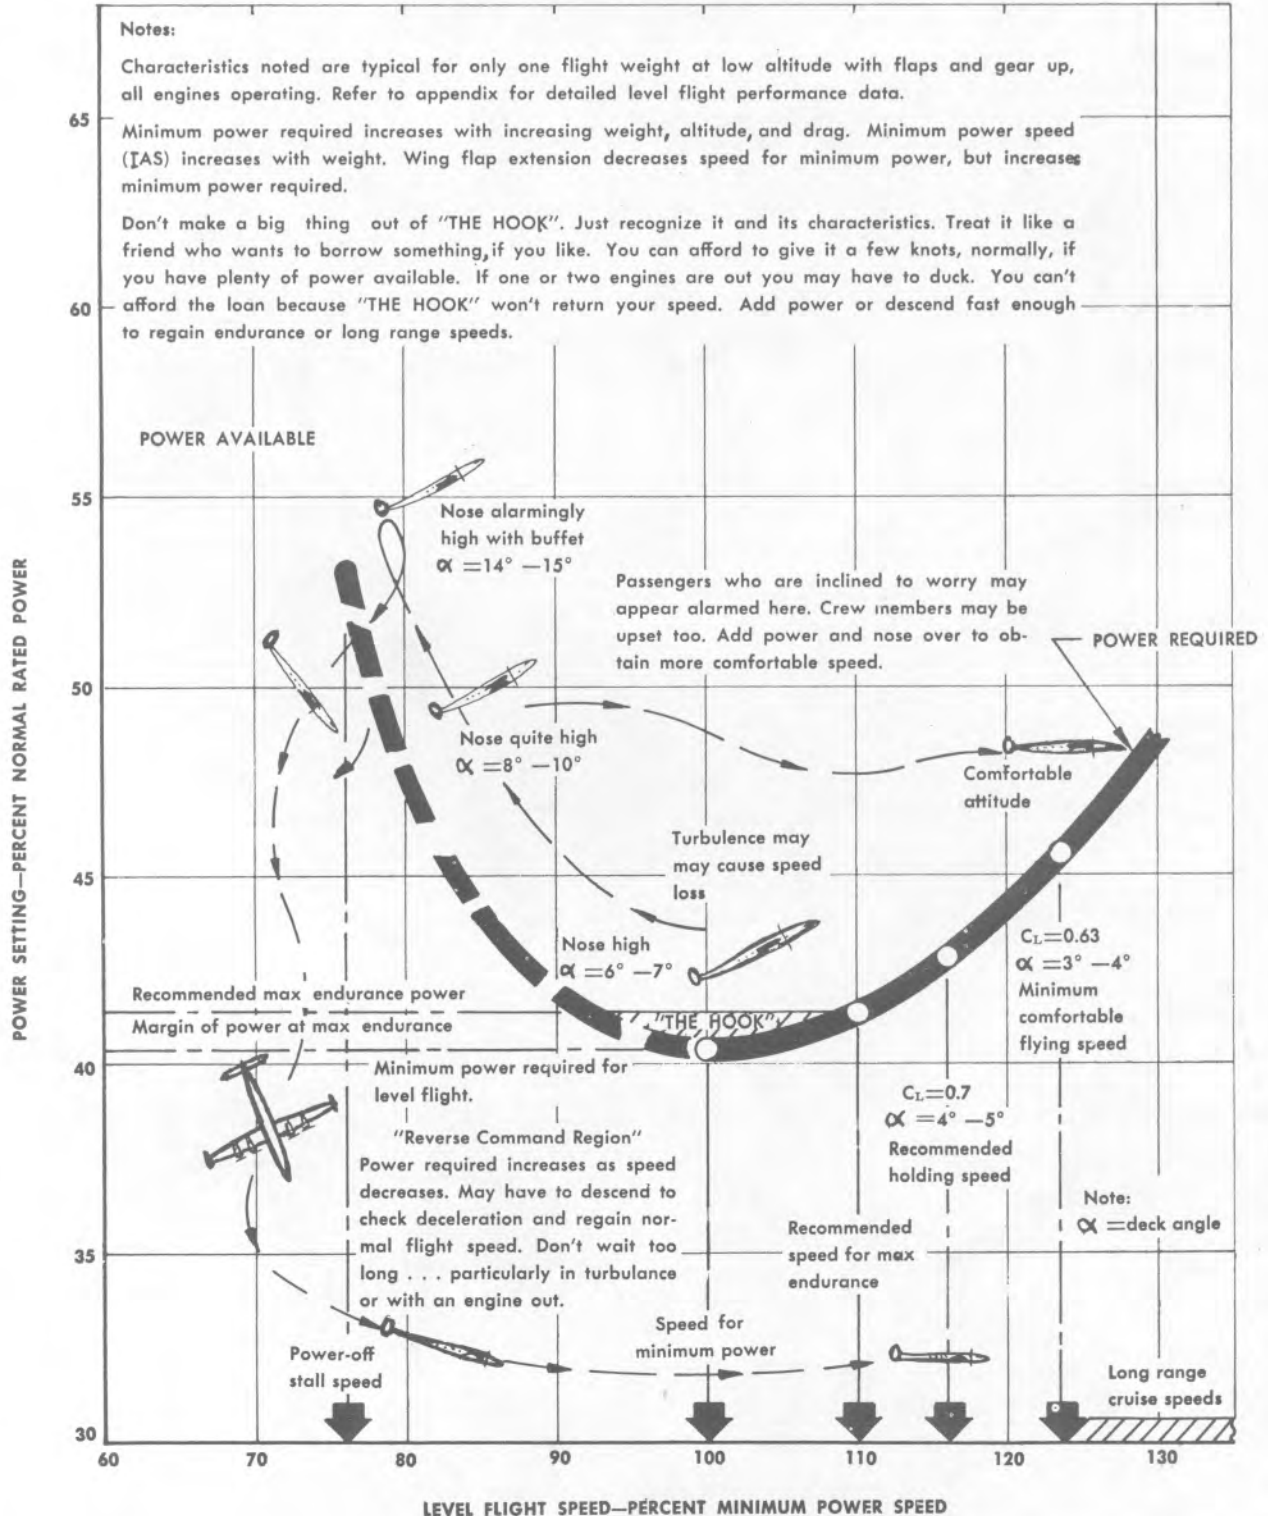 Notes:
Characteristics noted are typical for only one flight weight at low altitude with flaps and gear up,
all engines operating. Refer to appendix for detailed level flight performance data.
Minimum power required increases with increasing weight, altitude, and drag. Minimum power speed
(IAS) increases with weight. Wing flap extension decreases speed for minimum power, but increases
minimum power required.
Don't make a big thing out of "THE HOOK". Just recognize it and its characteristics. Treat it like a
friend who wants to borrow something, if you like. You can afford to give it a few knots, normally, if
you have plenty of power available. If one or two engines are out you may have to duck. You can't
afford the loan because "THE HOOK" won't return your speed. Add power or descend fast enough
to regain endurance or long range speeds.
POWER SETTING—PERCENT NORMAL RATED POWER
65
60
55
50
45
40
35
30
POWER AVAILABLE
Nose alarmingly
high with buffet
α =14° —15°
Passengers who are inclined to worry may
appear alarmed here. Crew members may be
upset too. Add power and nose over to ob-
tain more comfortable speed.
POWER REQUIRED
Nose quite high
α =8° —10°
Comfortable
attitude
Turbulence may
may cause speed
loss
Nose high
α =6° —7°
CL=0.63
α =3° —4°
Minimum
comfortable
flying speed
Recommended max endurance power
Margin of power at max endurance
"THE HOOK"
Minimum power required for
level flight.
CL=0.7
α =4° —5°
Recommended
holding speed
"Reverse Command Region"
Power required increases as speed
decreases. May have to descend to
check deceleration and regain nor-
mal flight speed. Don't wait too
long . . . particularly in turbulance
or with an engine out.
Note:
α =deck angle
Recommended
speed for max
endurance
Speed for
minimum power
Power-off
stall speed
Long range
cruise speeds
60 70 80 90 100 110 120 130
LEVEL FLIGHT SPEED—PERCENT MINIMUM POWER SPEED